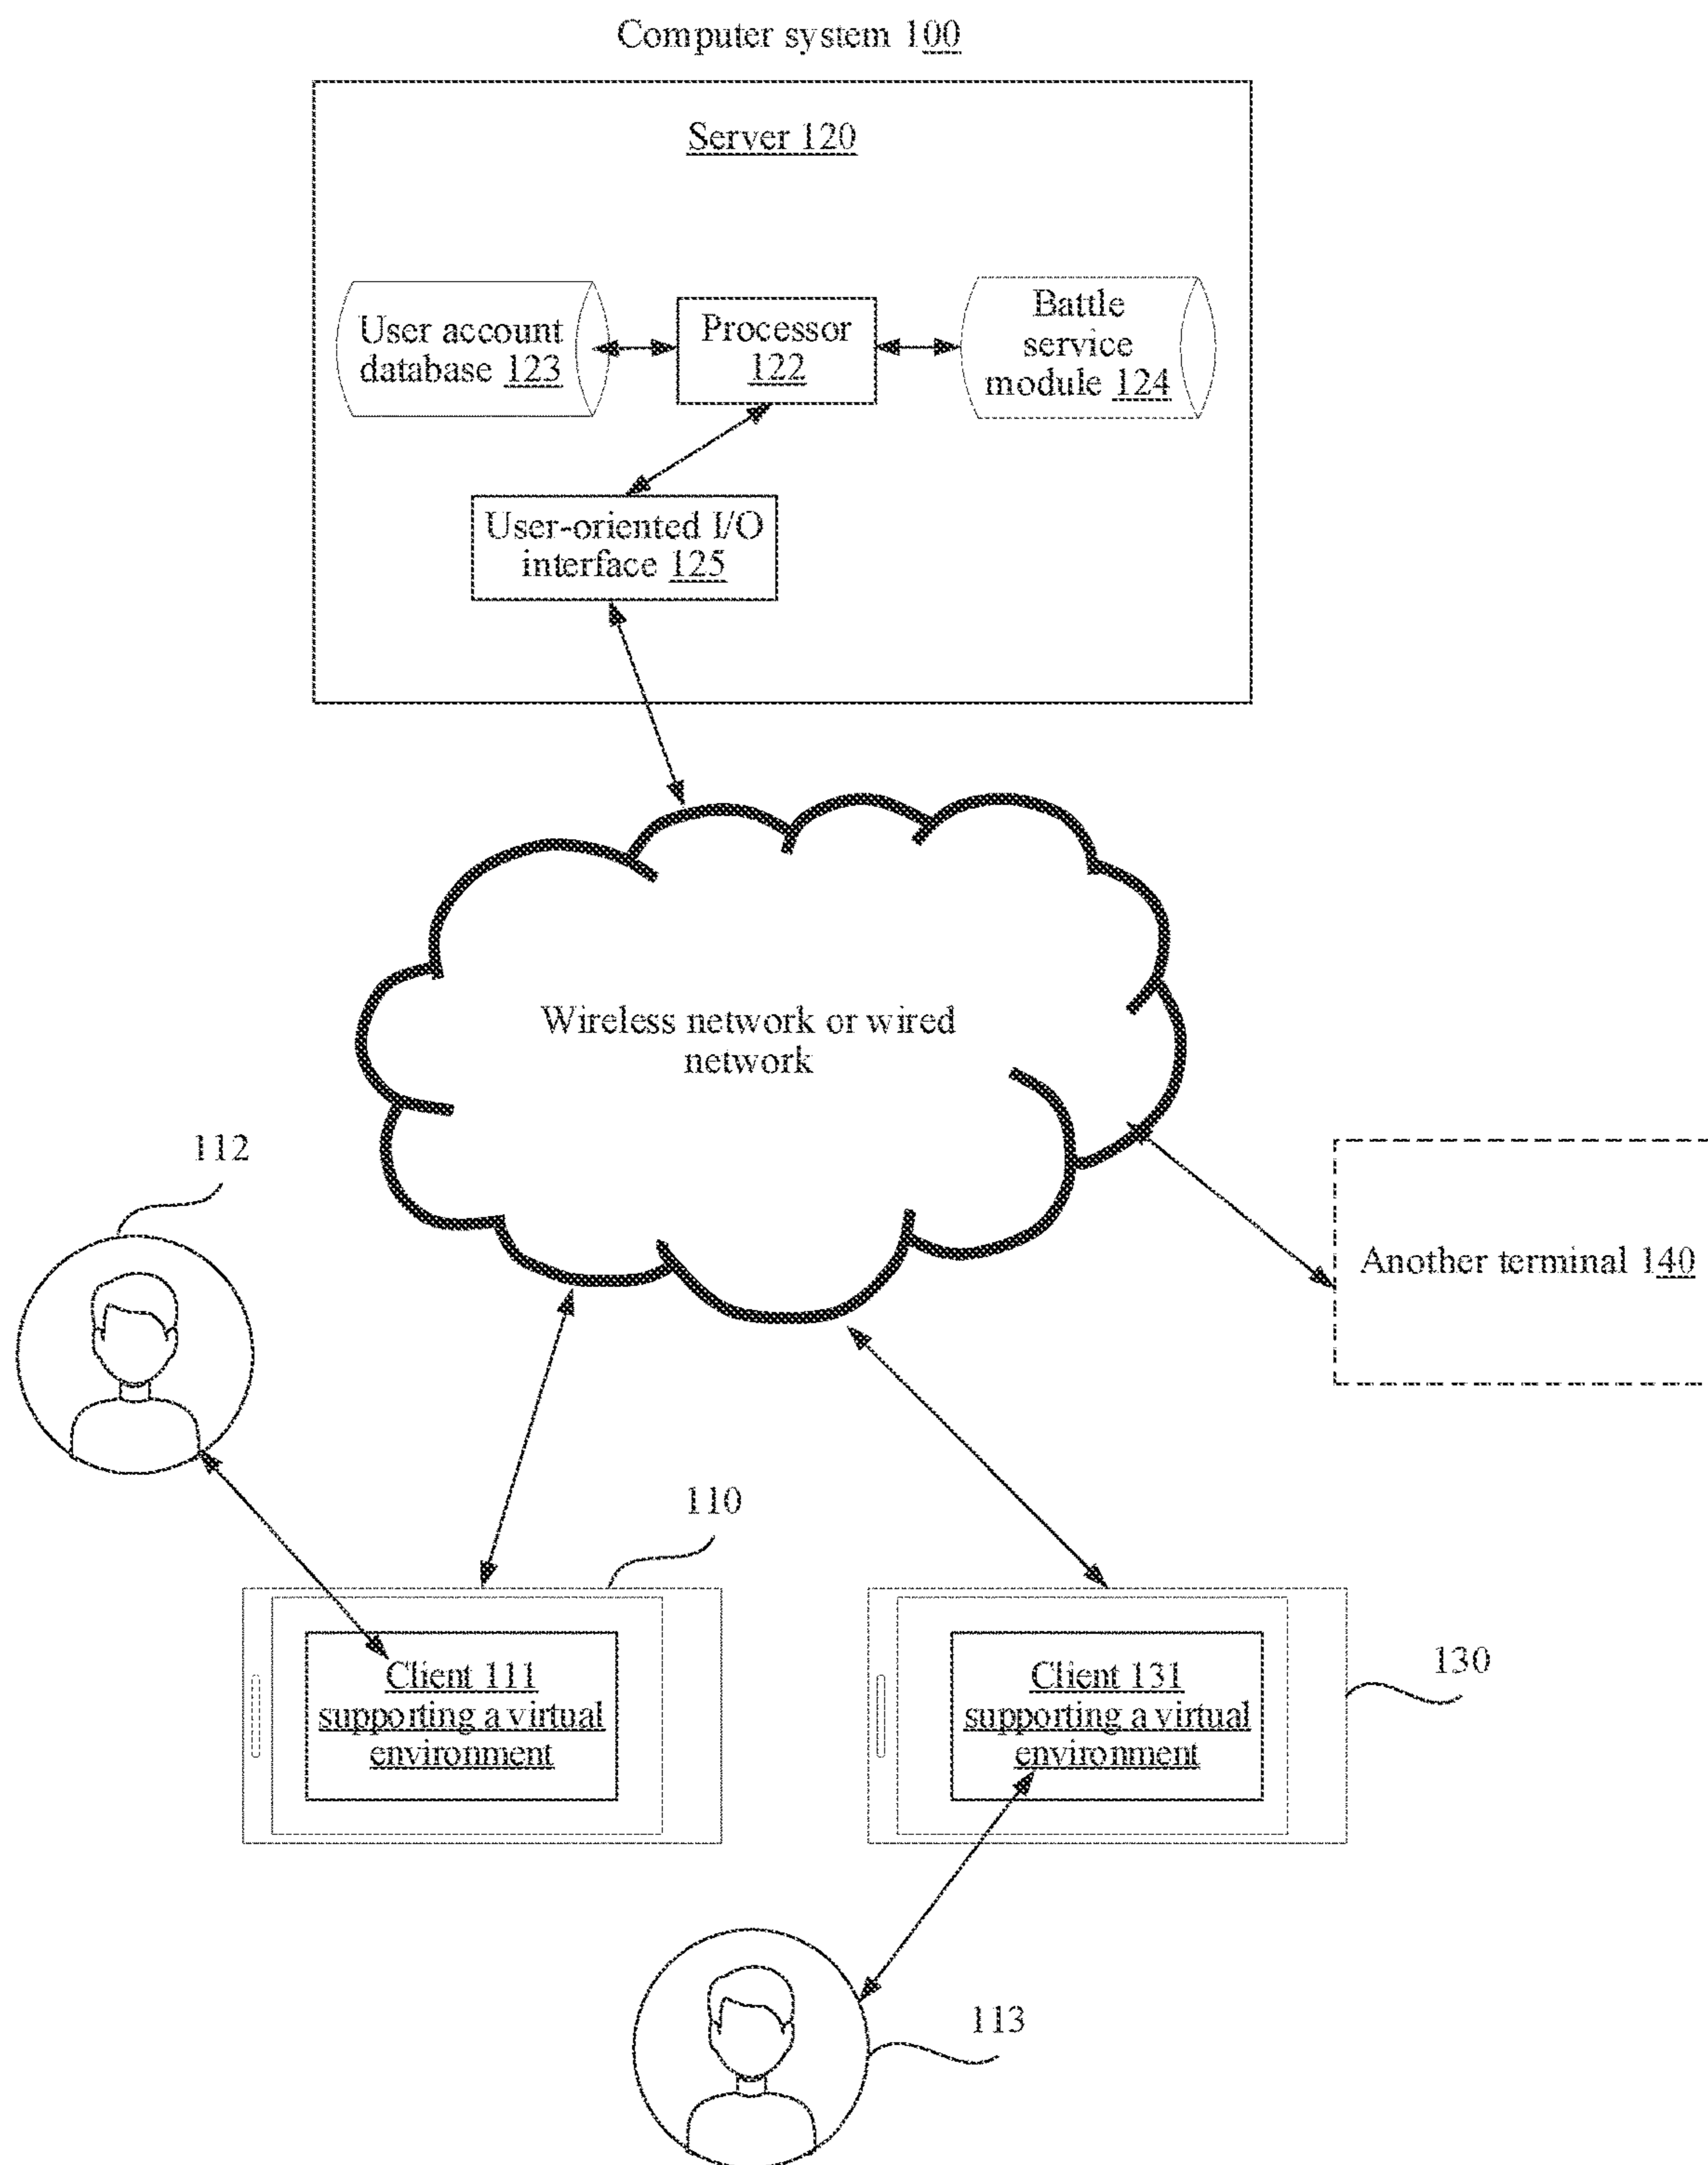 Computer system 100
Server 120
User account
database 123
Processor
122
Battle
service
module 124
User-oriented I/O
interface 125
Wireless network or wired
network
112
Another terminal 140
110
Client 111
supporting a virtual
environment
Client 131
supporting a virtual
environment
130
113